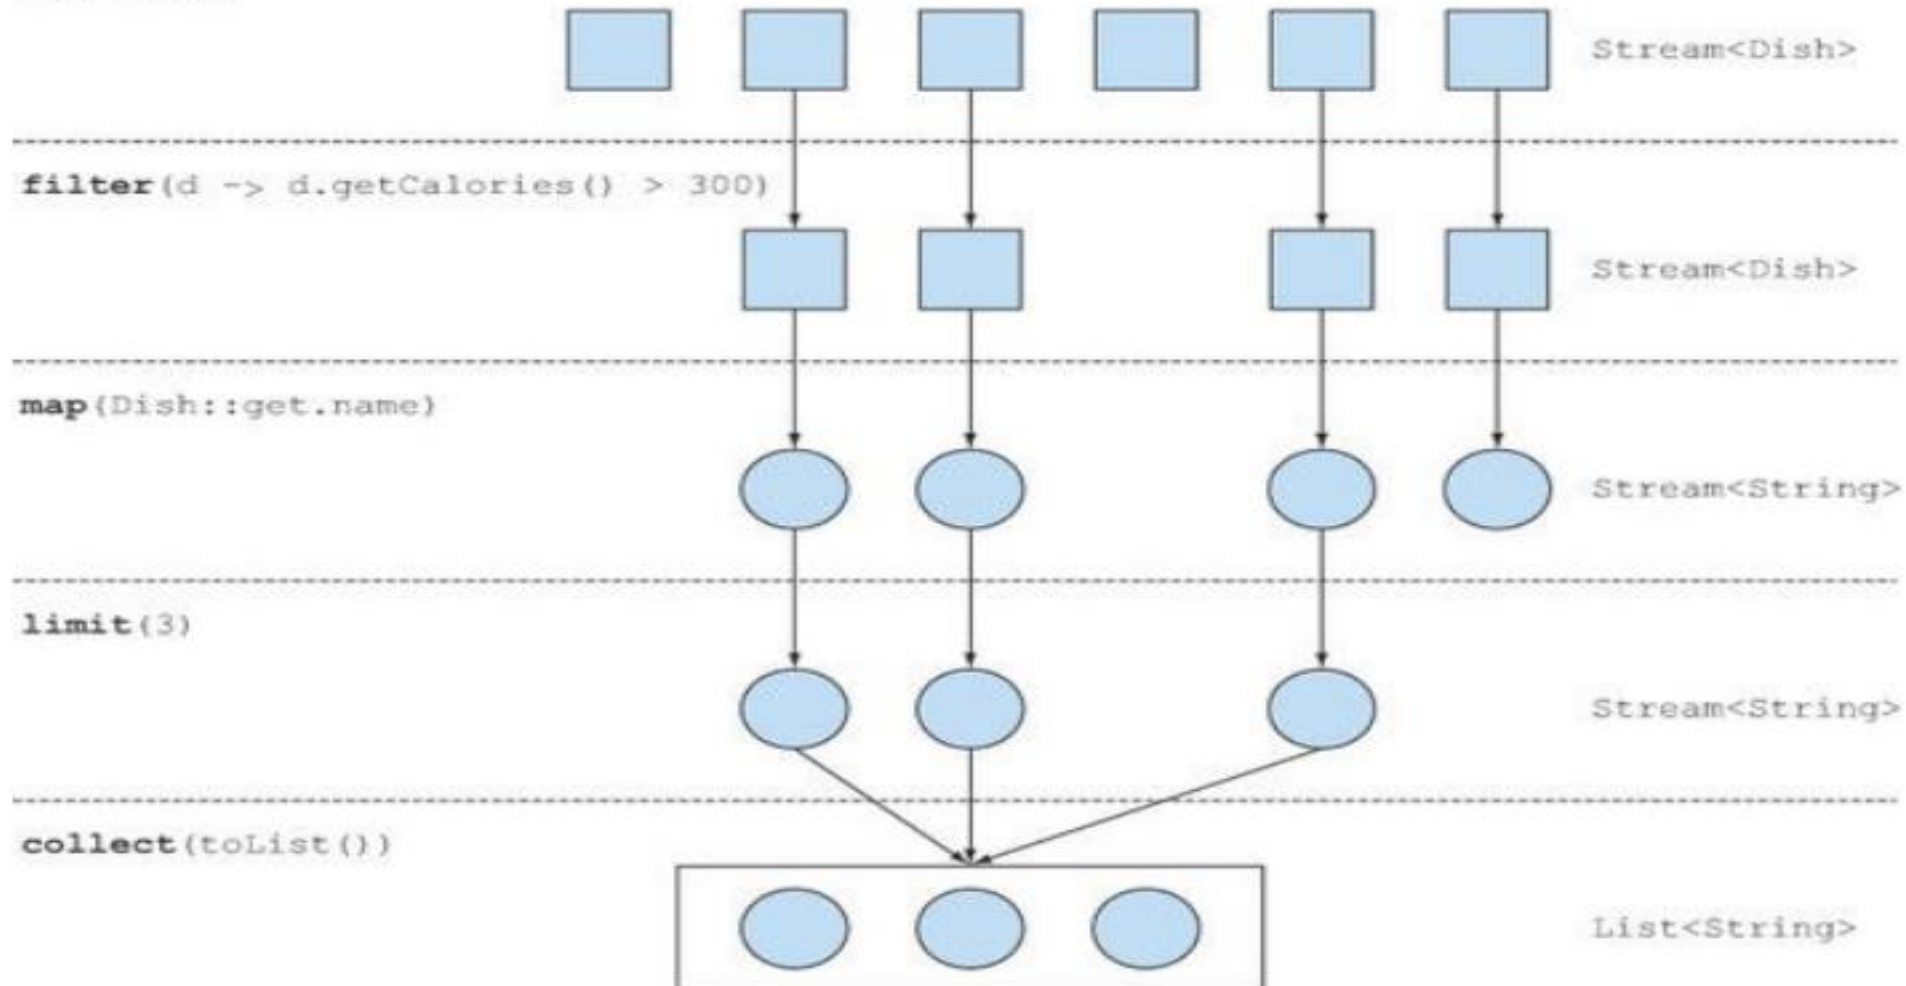 Stream<Dish>
filter(d -> d.getCalories() > 300)
Stream<Dish>
map(Dish::get.name)
Stream<String>
limit(3)
Stream<String>
collect(toList())
List<String>